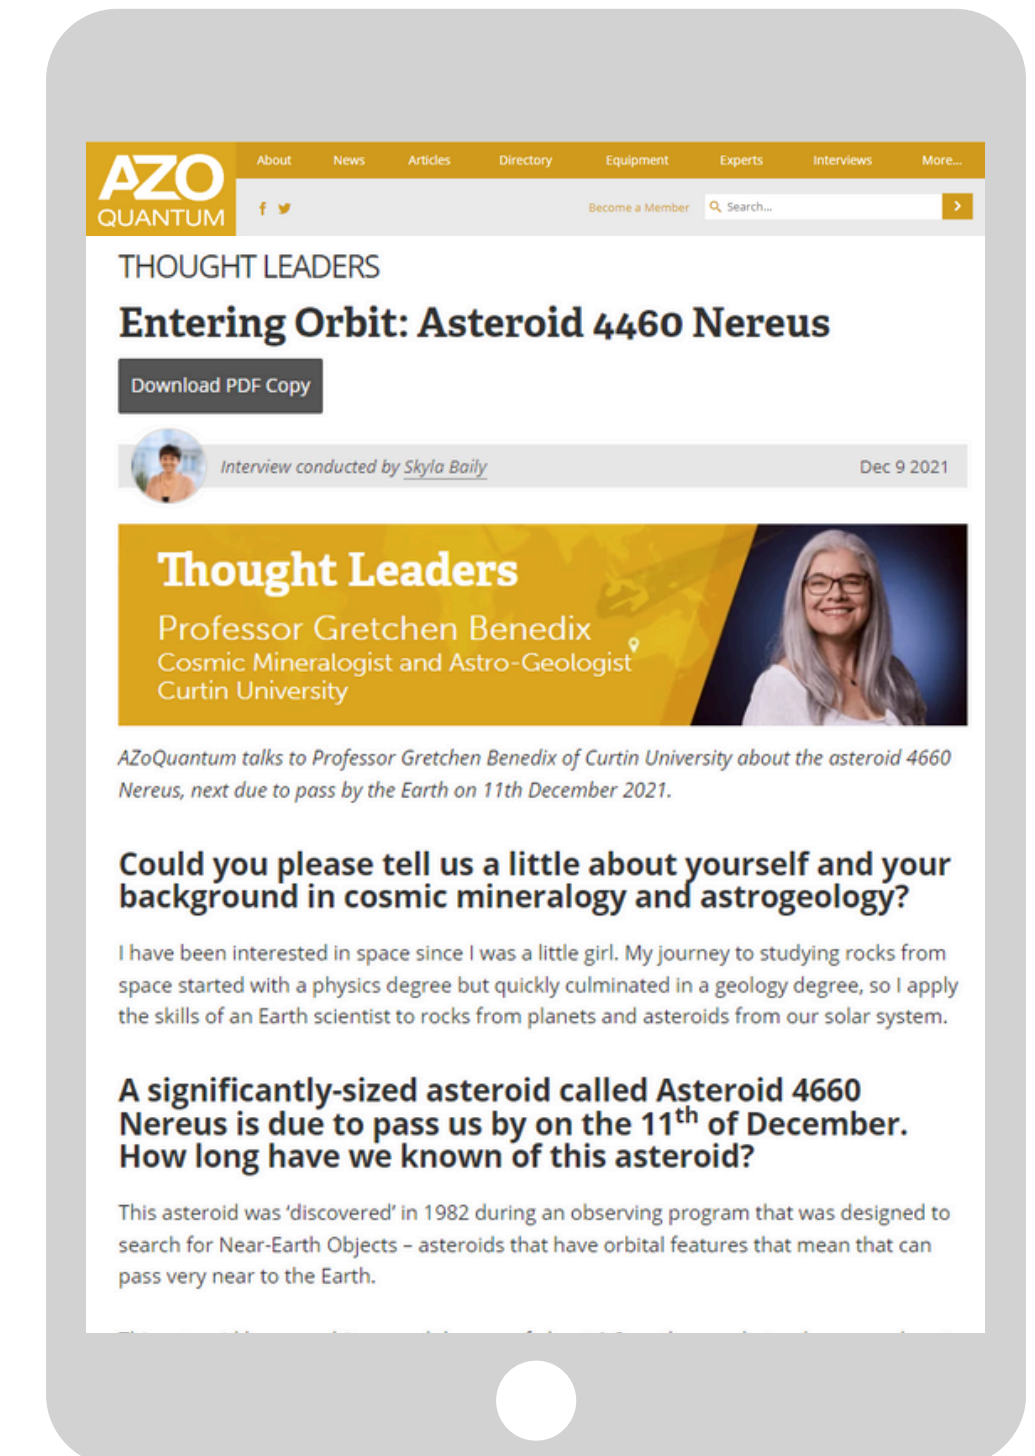 AZO
QUANTUM
About News Articles Directory Equipment Experts Interviews More...
Become a Member Search...
THOUGHT LEADERS
Entering Orbit: Asteroid 4460 Nereus
Download PDF Copy
Interview conducted by Skyla Baily Dec 9 2021
Thought Leaders
Professor Gretchen Benedix
Cosmic Mineralogist and Astro-Geologist
Curtin University
AZoQuantum talks to Professor Gretchen Benedix of Curtin University about the asteroid 4660
Nereus, next due to pass by the Earth on 11th December 2021.
Could you please tell us a little about yourself and your
background in cosmic mineralogy and astrogeology?
I have been interested in space since I was a little girl. My journey to studying rocks from
space started with a physics degree but quickly culminated in a geology degree, so I apply
the skills of an Earth scientist to rocks from planets and asteroids from our solar system.
A significantly-sized asteroid called Asteroid 4660
Nereus is due to pass us by on the 11th of December.
How long have we known of this asteroid?
This asteroid was ‘discovered’ in 1982 during an observing program that was designed to
search for Near-Earth Objects – asteroids that have orbital features that mean that can
pass very near to the Earth.